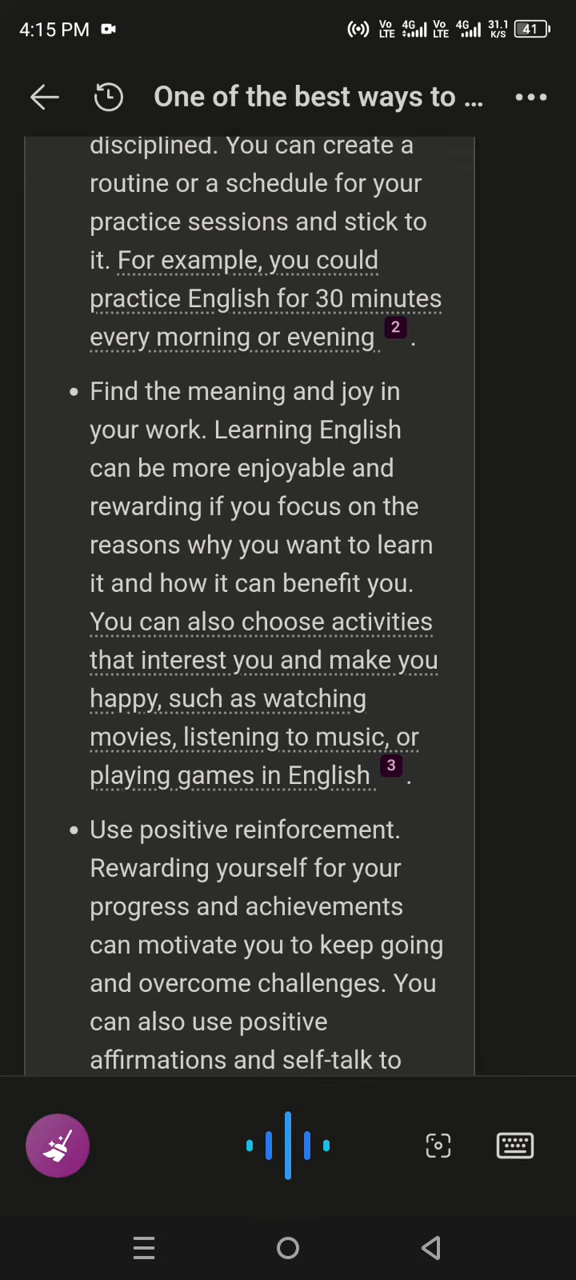 4:15 PM
Vo LTE 4G Vo LTE 4G 31.1 K/S 41
One of the best ways to ...
disciplined. You can create a
routine or a schedule for your
practice sessions and stick to
it. For example, you could
practice English for 30 minutes
every morning or evening 2 .
• Find the meaning and joy in
your work. Learning English
can be more enjoyable and
rewarding if you focus on the
reasons why you want to learn
it and how it can benefit you.
You can also choose activities
that interest you and make you
happy, such as watching
movies, listening to music, or
playing games in English 3 .
• Use positive reinforcement.
Rewarding yourself for your
progress and achievements
can motivate you to keep going
and overcome challenges. You
can also use positive
affirmations and self-talk to